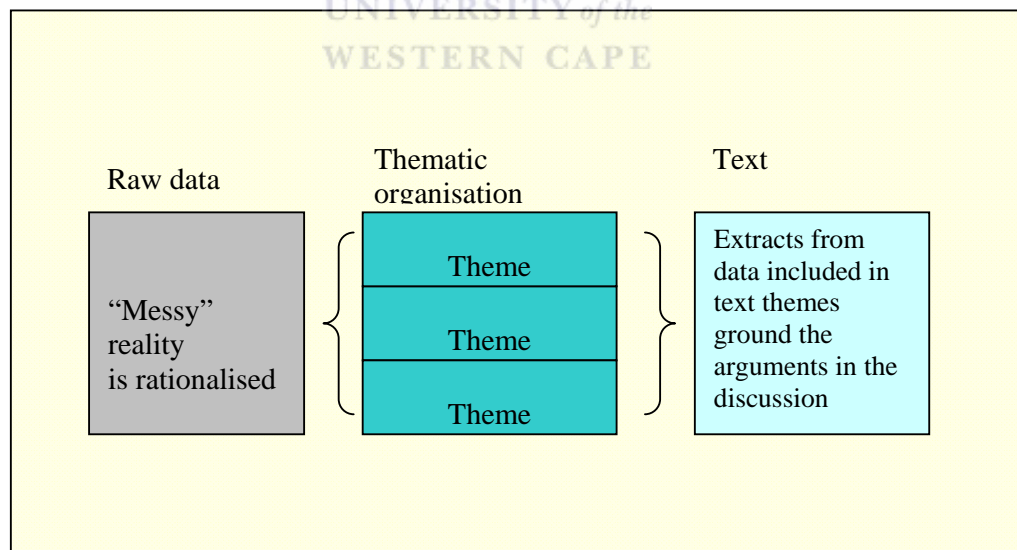 UNIVERSITY of the
WESTERN CAPE
Raw data
Thematic
organisation
Text
“Messy”
reality
is rationalised
Theme
Theme
Theme
Extracts from
data included in
text themes
ground the
arguments in the
discussion